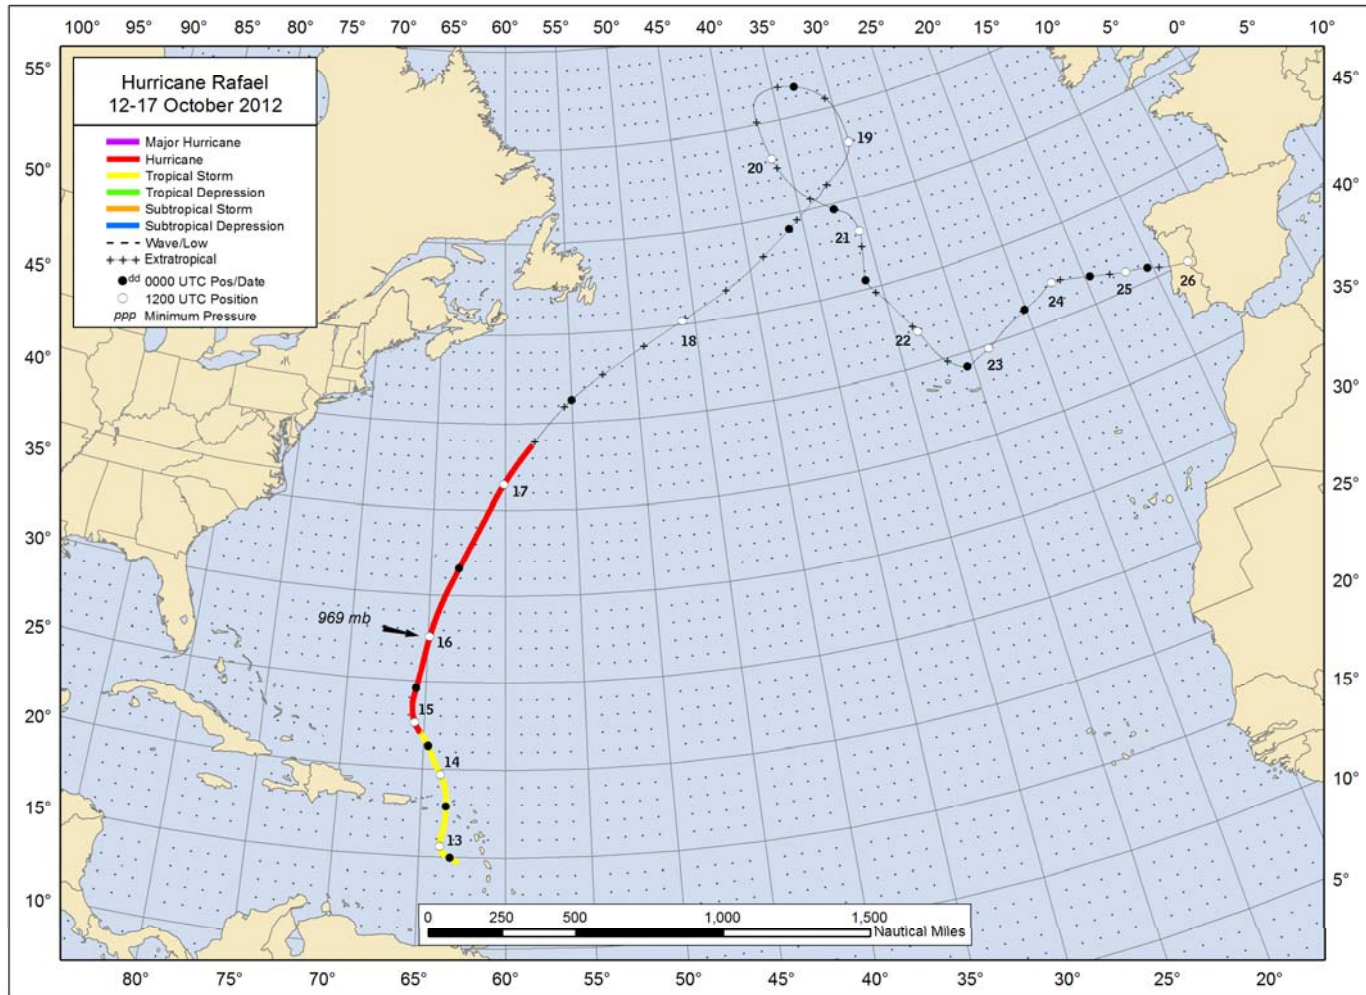 100° 95° 90° 85° 80° 75° 70° 65° 60° 55° 50° 45° 40° 35° 30° 25° 20° 15° 10° 5° 0° 5° 10°
55°
50°
45°
40°
35°
30°
25°
20°
15°
10°
Hurricane Rafael
12-17 October 2012
Major Hurricane
Hurricane
Tropical Storm
Tropical Depression
Subtropical Storm
Subtropical Depression
Wave/Low
Extratropical
dd 0000 UTC Pos/Date
1200 UTC Position
ppp Minimum Pressure
19
20
21
18
22
23
24
25
26
17
969 mb
16
15
14
13
45°
40°
35°
30°
25°
20°
15°
10°
5°
0 250 500 1,000 1,500
Nautical Miles
80° 75° 70° 65° 60° 55° 50° 45° 40° 35° 30° 25° 20°